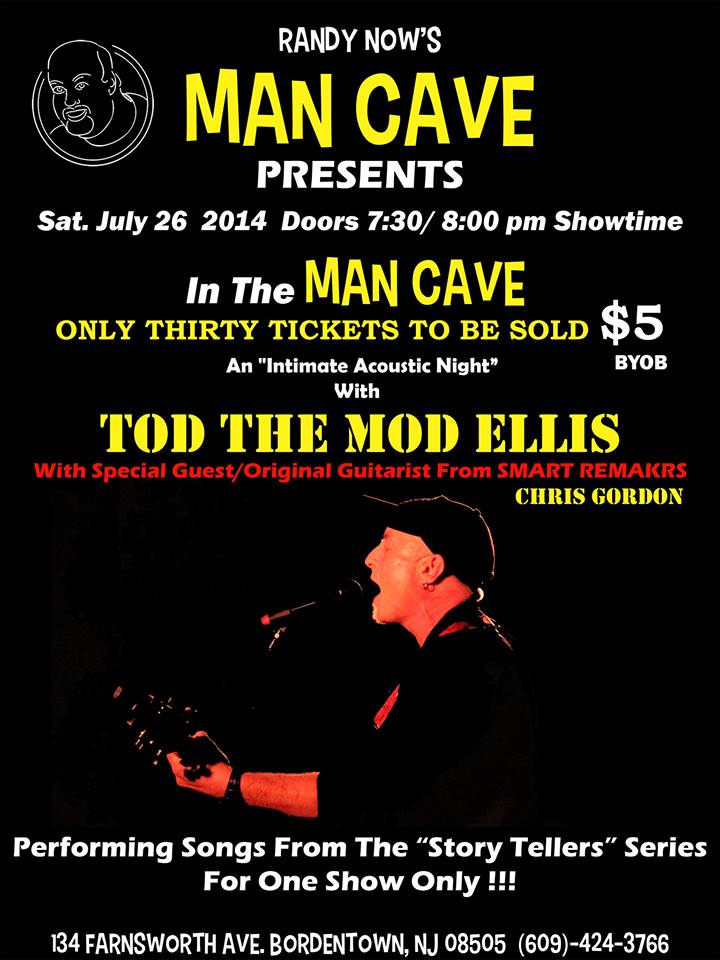 RANDY NOW'S
MAN CAVE
PRESENTS
Sat. July 26 2014 Doors 7:30/ 8:00 pm Showtime
In The MAN CAVE
ONLY THIRTY TICKETS TO BE SOLD $5
BYOB
An "Intimate Acoustic Night”
With
TOD THE MOD ELLIS
With Special Guest/Original Guitarist From SMART REMAKRS
CHRIS GORDON
Performing Songs From The “Story Tellers” Series
For One Show Only !!!
134 FARNSWORTH AVE. BORDENTOWN, NJ 08505 (609)-424-3766